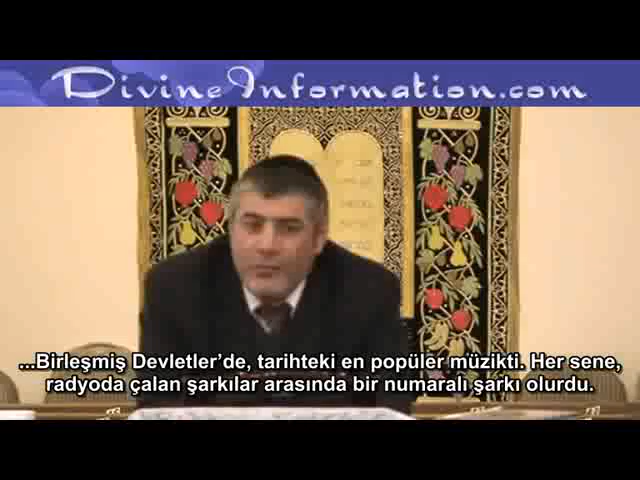 DivineInformation.com
...Birleşmiş Devletler'de, tarihteki en popüler müzikti. Her sene,
radyoda çalan şarkılar arasında bir numaralı şarkı olurdu.